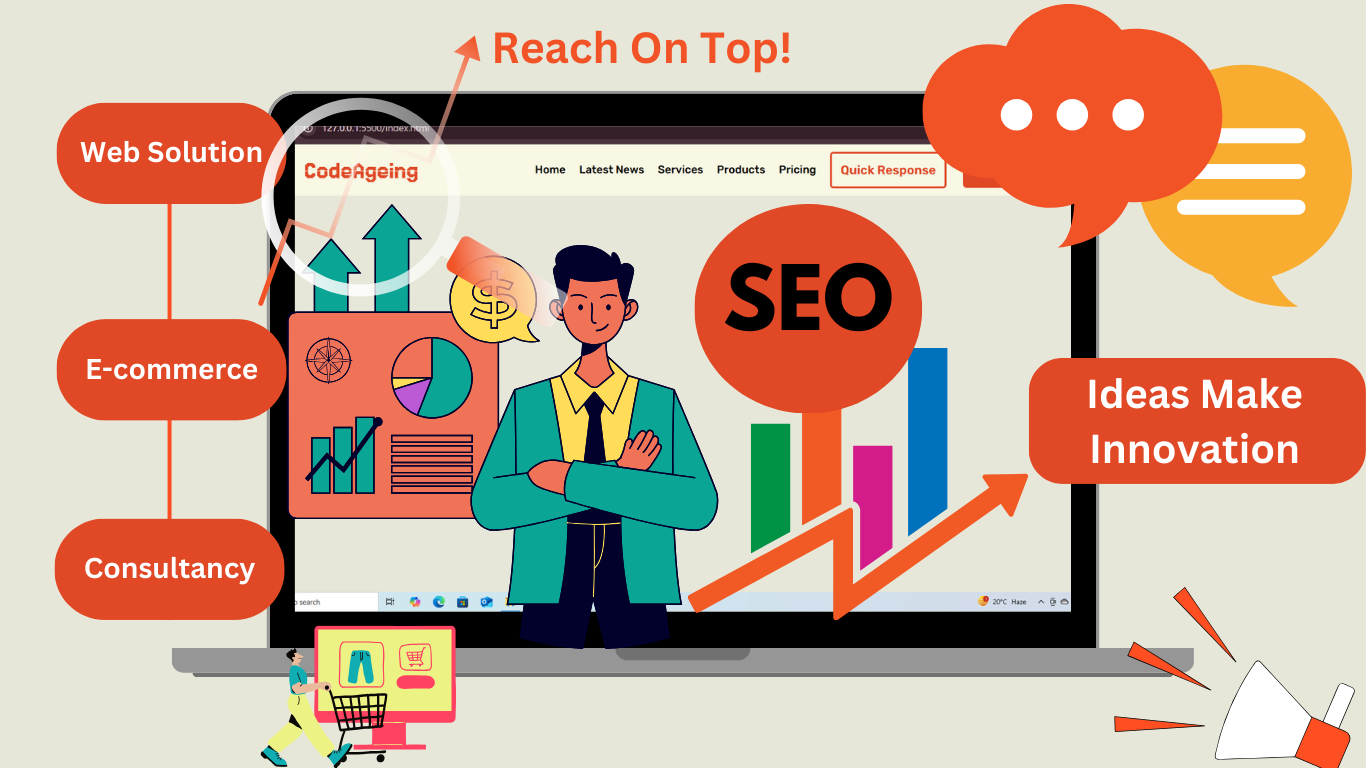 Reach On Top!
Web Solution
127.0.0.1:5500/index.html
CodeAgeing
Home Latest News Services Products Pricing Quick Response
$
SEO
E-commerce
Ideas Make
Innovation
Consultancy
search
20°C Haze